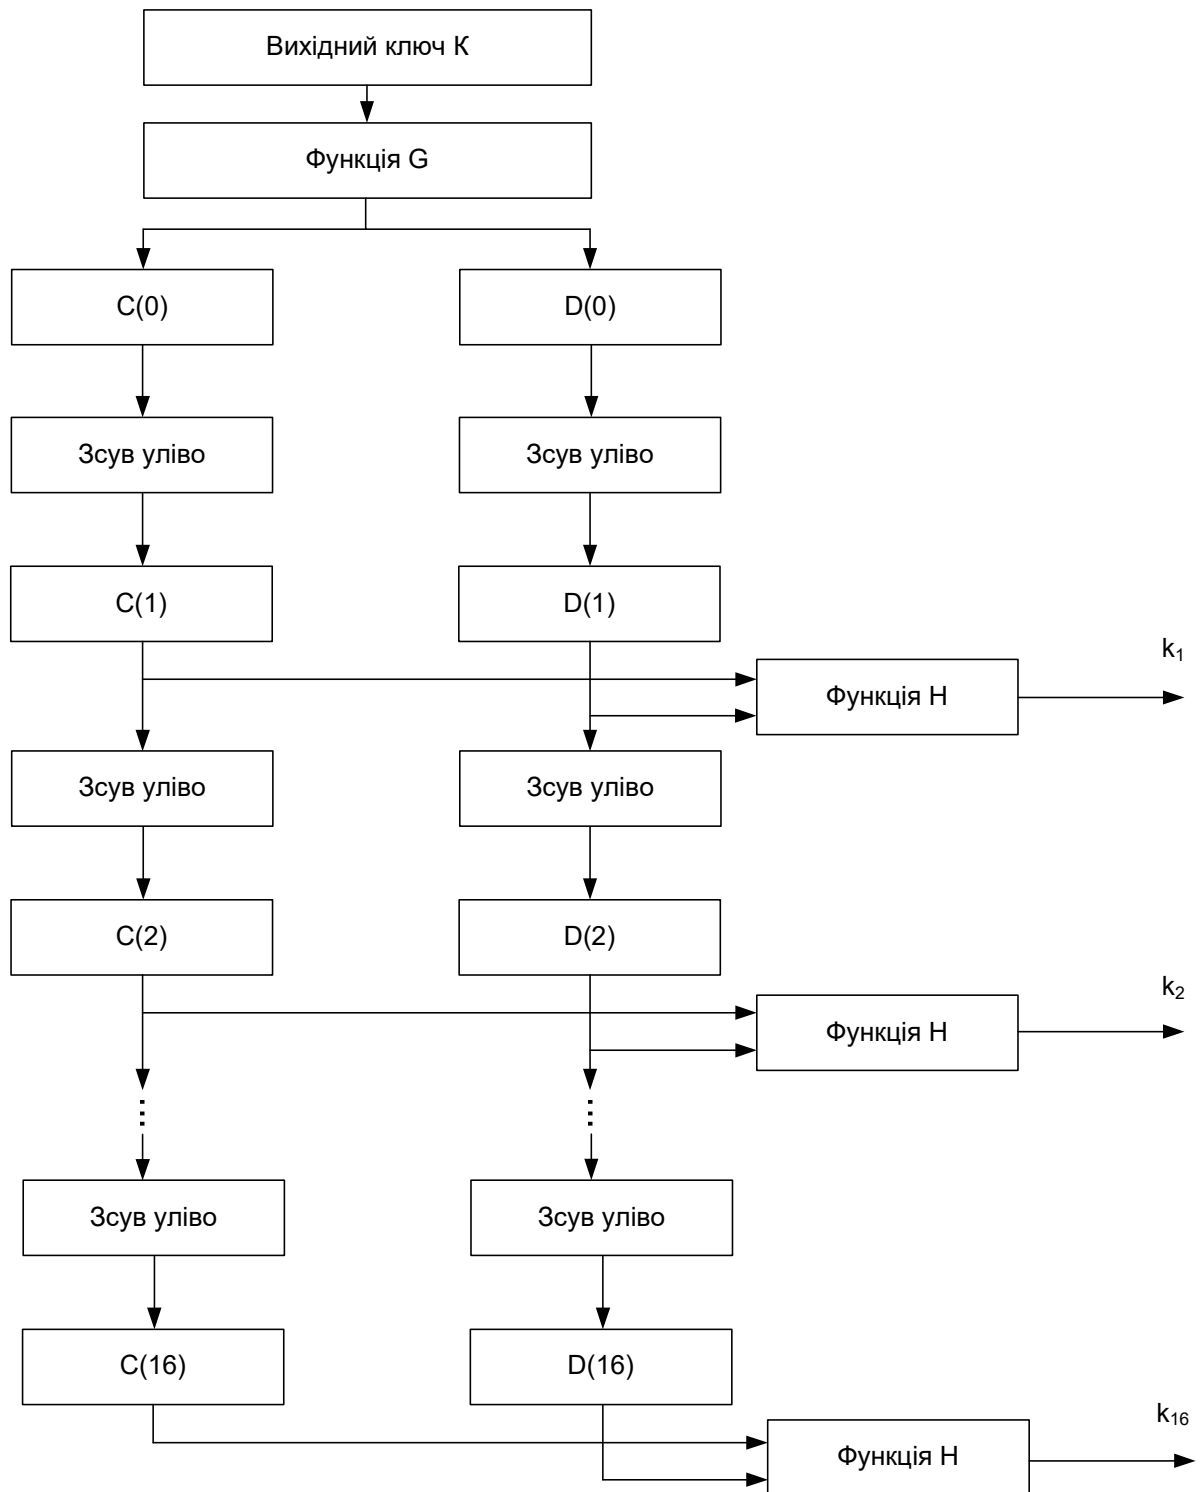 Вихідний ключ К
Функція G
C(0)
D(0)
Зсув уліво
Зсув уліво
C(1)
D(1)
k₁
Функція H
Зсув уліво
Зсув уліво
C(2)
D(2)
k₂
Функція H
Зсув уліво
Зсув уліво
C(16)
D(16)
k₁₆
Функція H